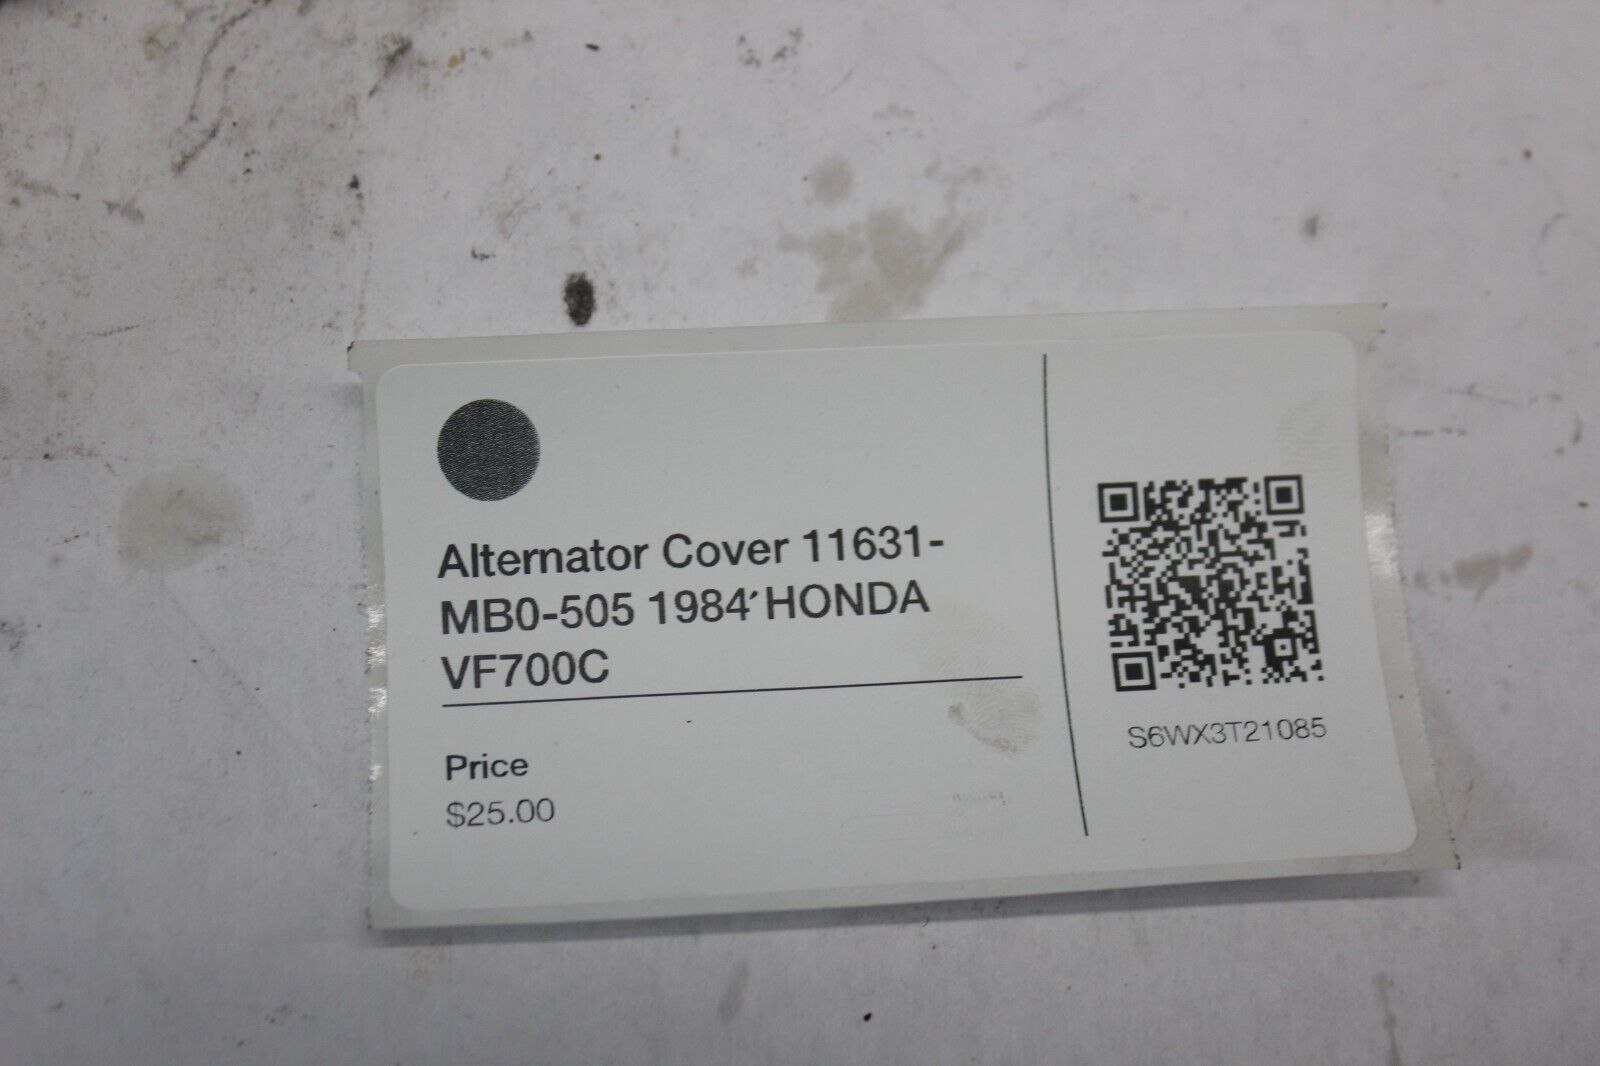 Alternator Cover 11631-
MB0-505 1984 HONDA
VF700C
Price
$25.00
S6WX3T21085